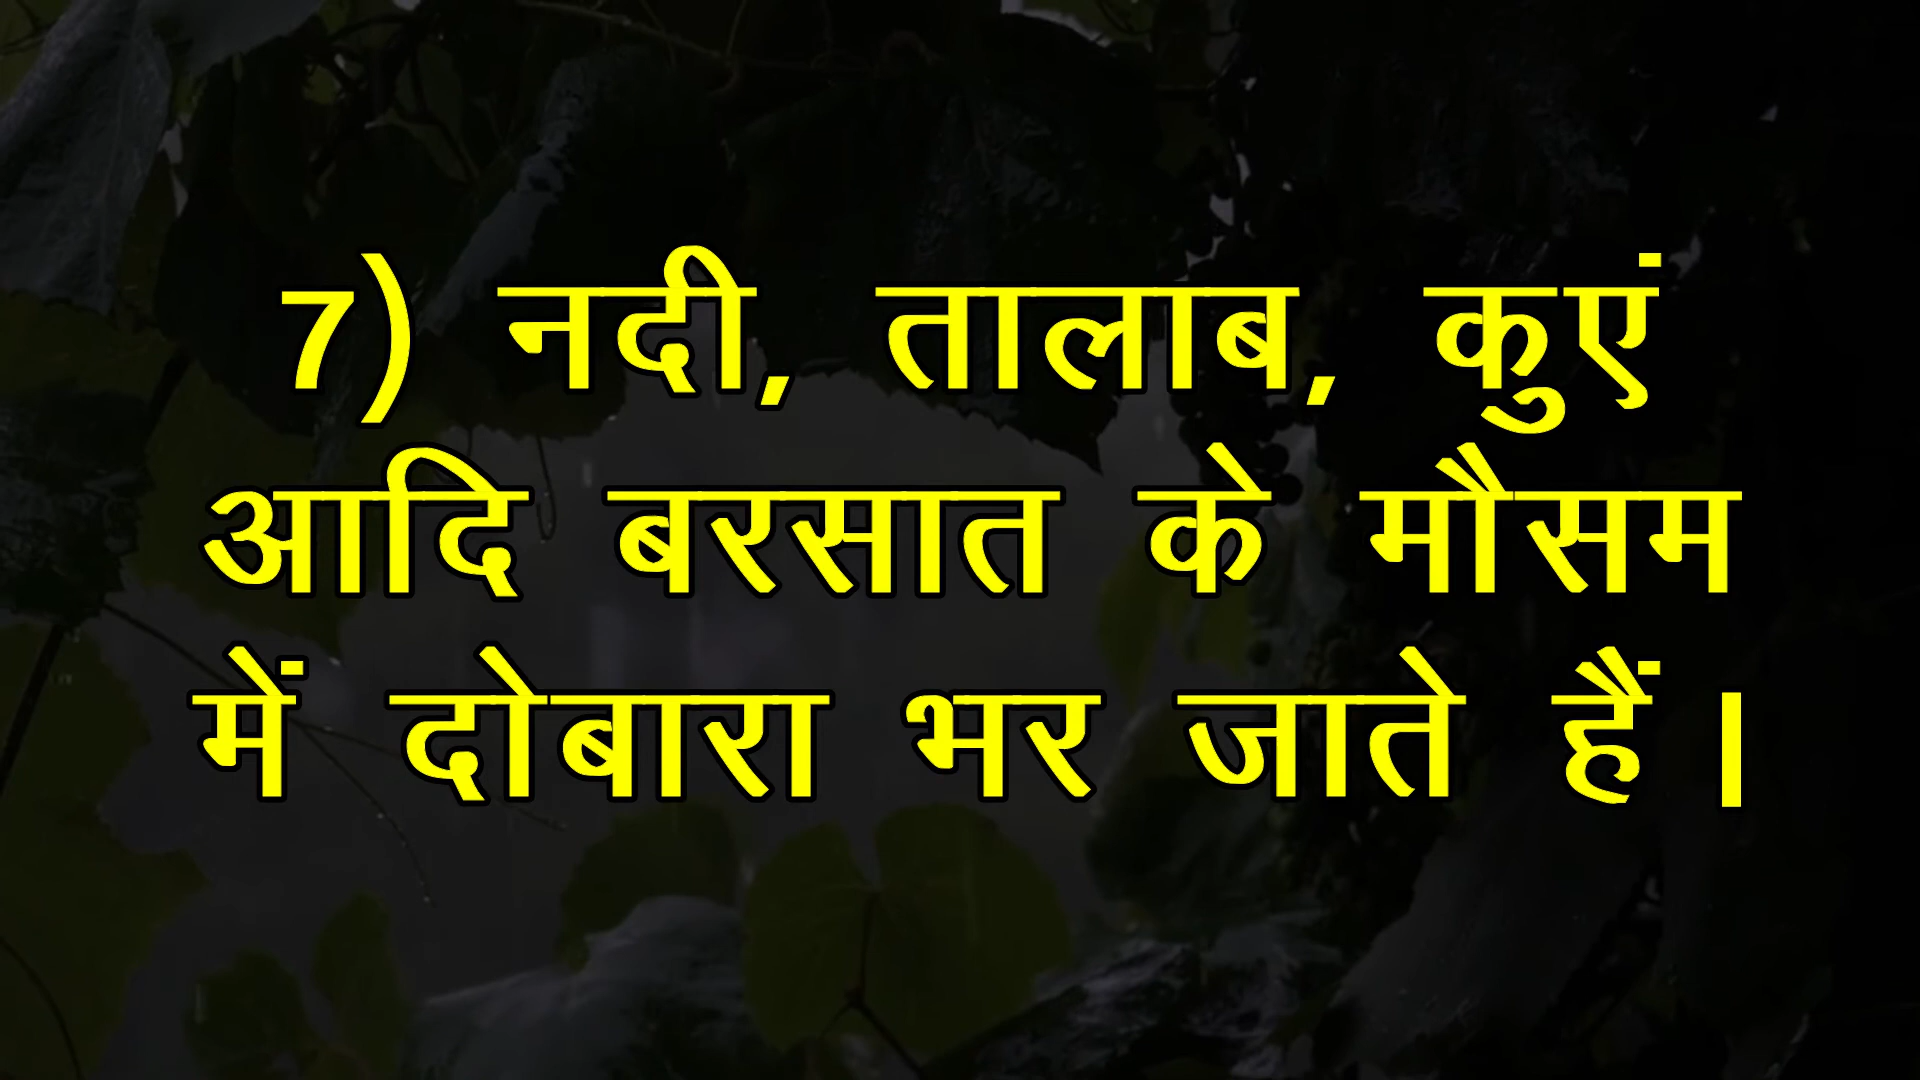 7) नदी, तालाब, कुएं
आदि बरसात के मौसम
में दोबारा भर जाते हैं।